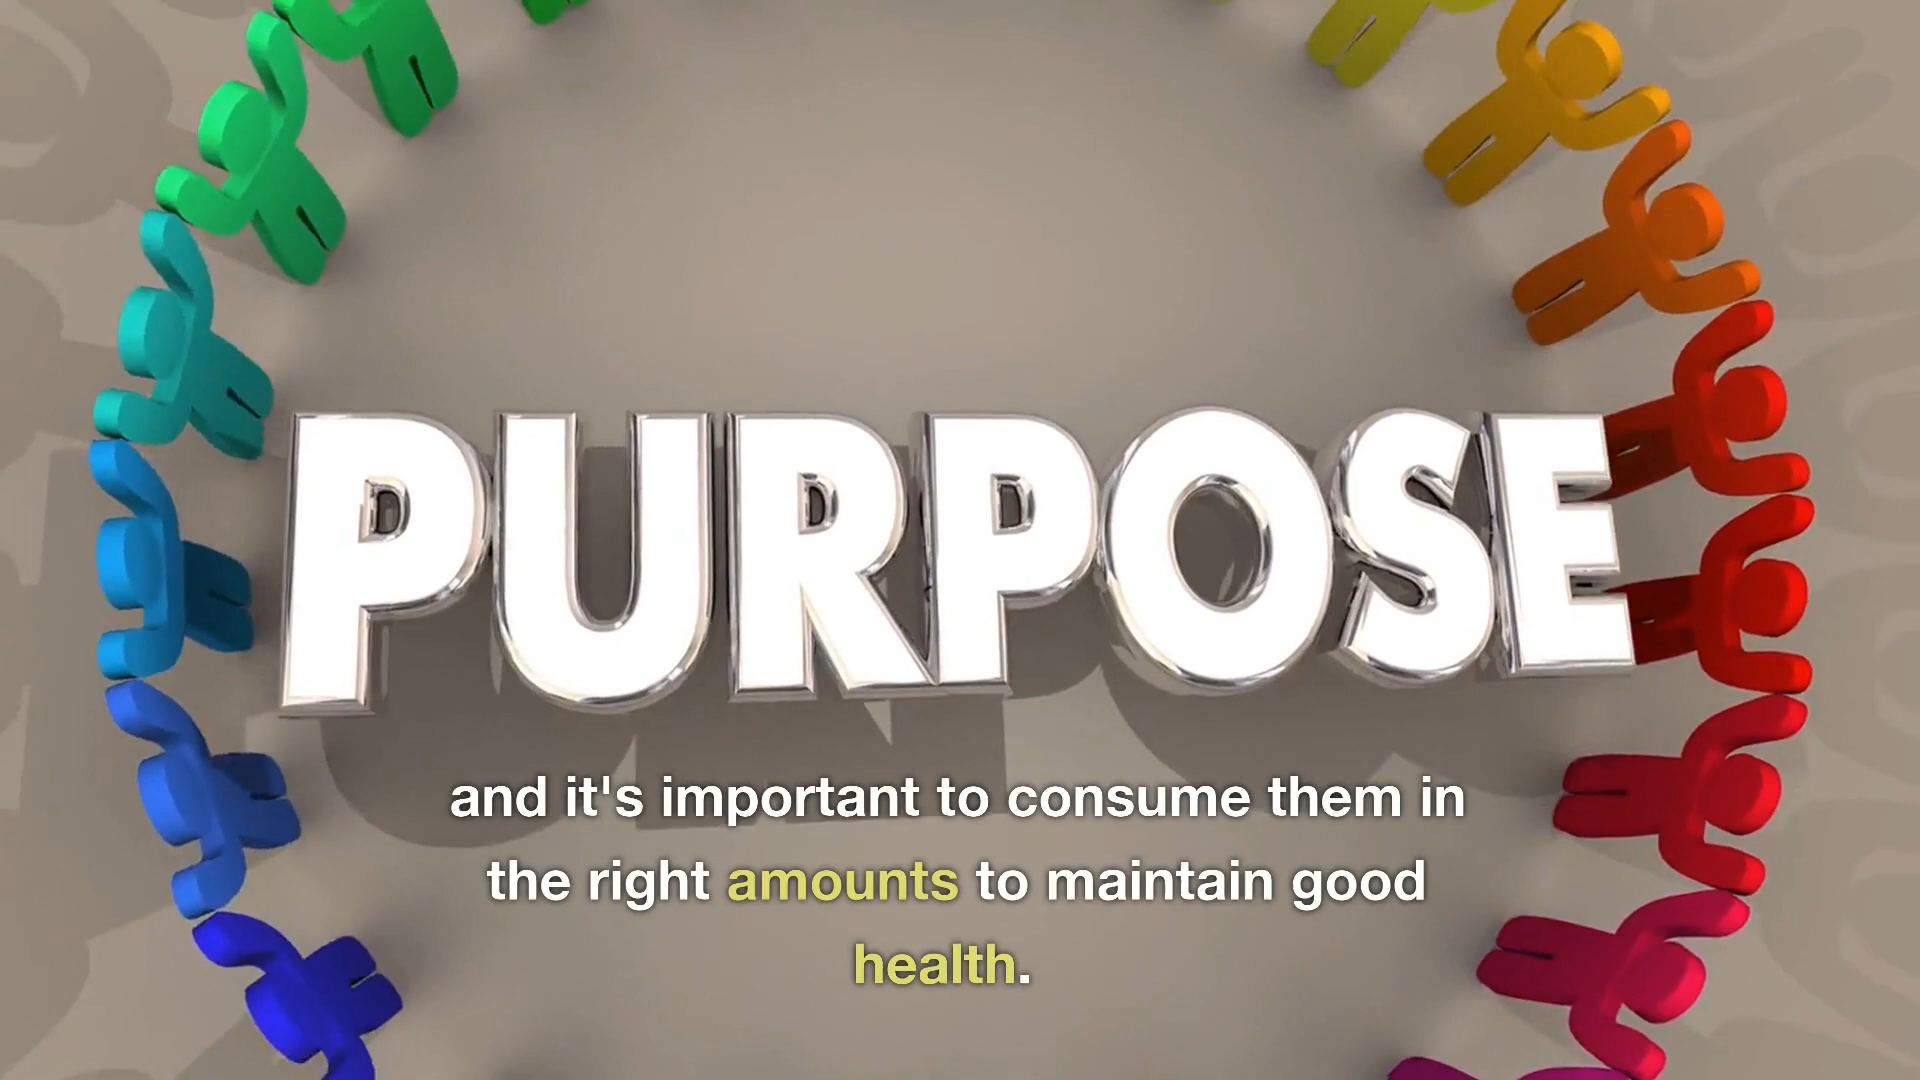 PURPOSE
and it's important to consume them in
the right amounts to maintain good
health.